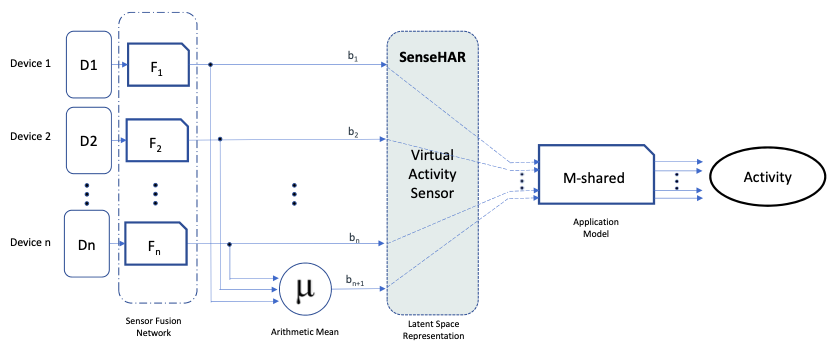 Device 1
D1
F1
b1
SenseHAR
Device 2
D2
F2
b2
Virtual
Activity
Sensor
M-shared
Activity
Application
Model
Device n
Dn
Fn
bn
μ
bn+1
Sensor Fusion
Network
Arithmetic Mean
Latent Space
Representation